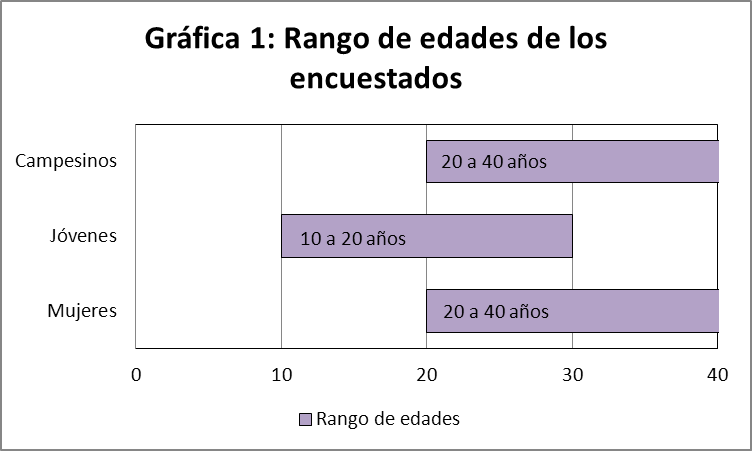 Gráfica 1: Rango de edades de los
encuestados
Campesinos
20 a 40 años
Jóvenes
10 a 20 años
Mujeres
20 a 40 años
0 10 20 30 40
Rango de edades